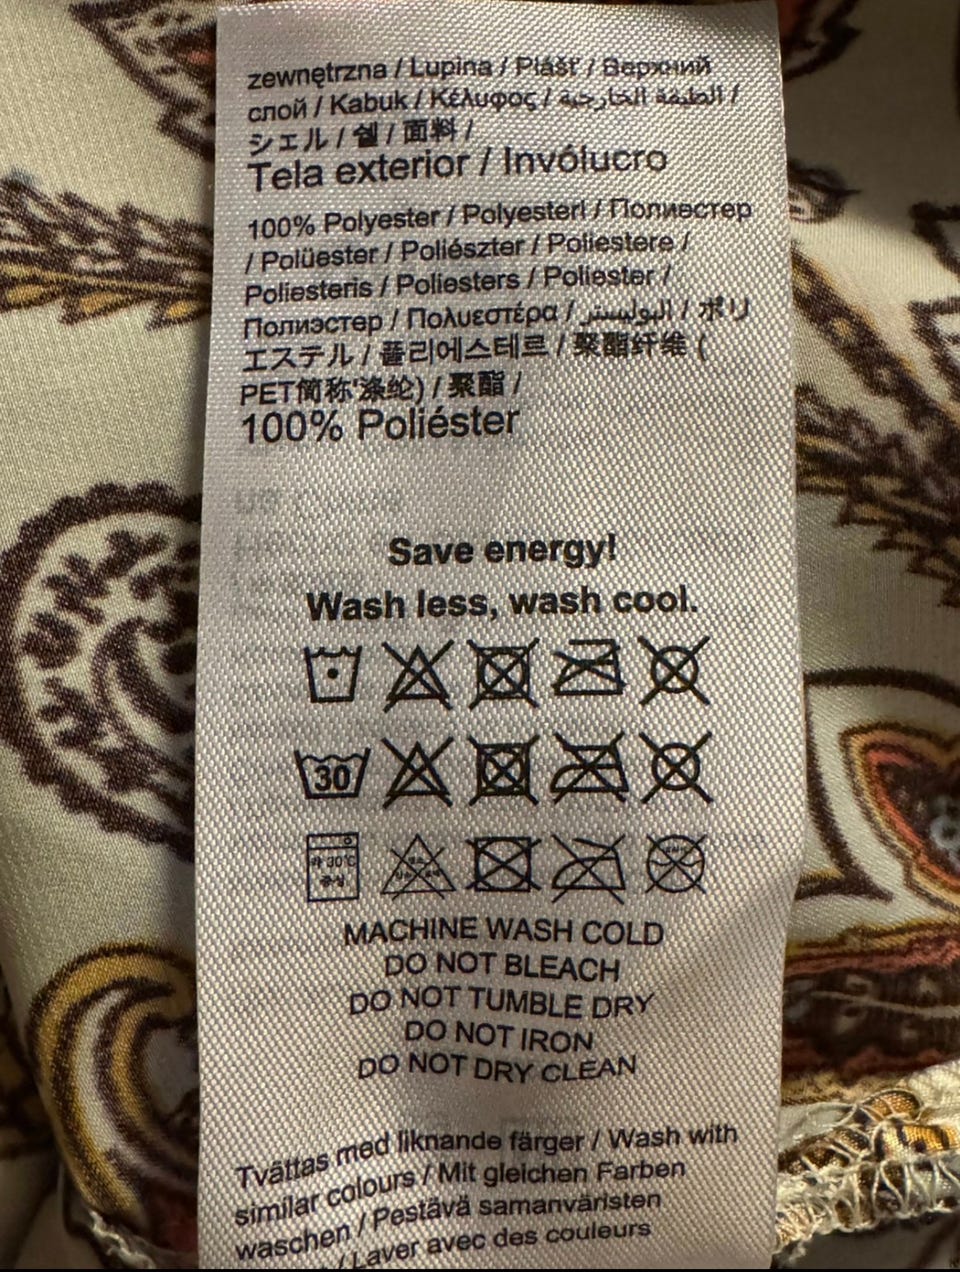 zewnętrzna / Lupina / Plášť / Верхний
слой / Kabuk / Κέλυφος / الطبقة الخارجية /
シェル / 쉘 / 面料 /
Tela exterior / Invólucro
100% Polyester / Polyesteri / Полиестер
/ Polüester / Poliészter / Poliestere /
Poliesteris / Poliesters / Poliester /
Полиэстер / Πολυεστέρα / البوليستر / ポリ
エステル / 폴리에스테르 / 聚酯纤维 (
PET简称'涤纶) / 聚酯 /
100% Poliéster
Save energy!
Wash less, wash cool.
30
약 30℃
중성
MACHINE WASH COLD
DO NOT BLEACH
DO NOT TUMBLE DRY
DO NOT IRON
DO NOT DRY CLEAN
Tvättas med liknande färger / Wash with
similar colours / Mit gleichen Farben
waschen / Pestävä samanväristen
/ Laver avec des couleurs